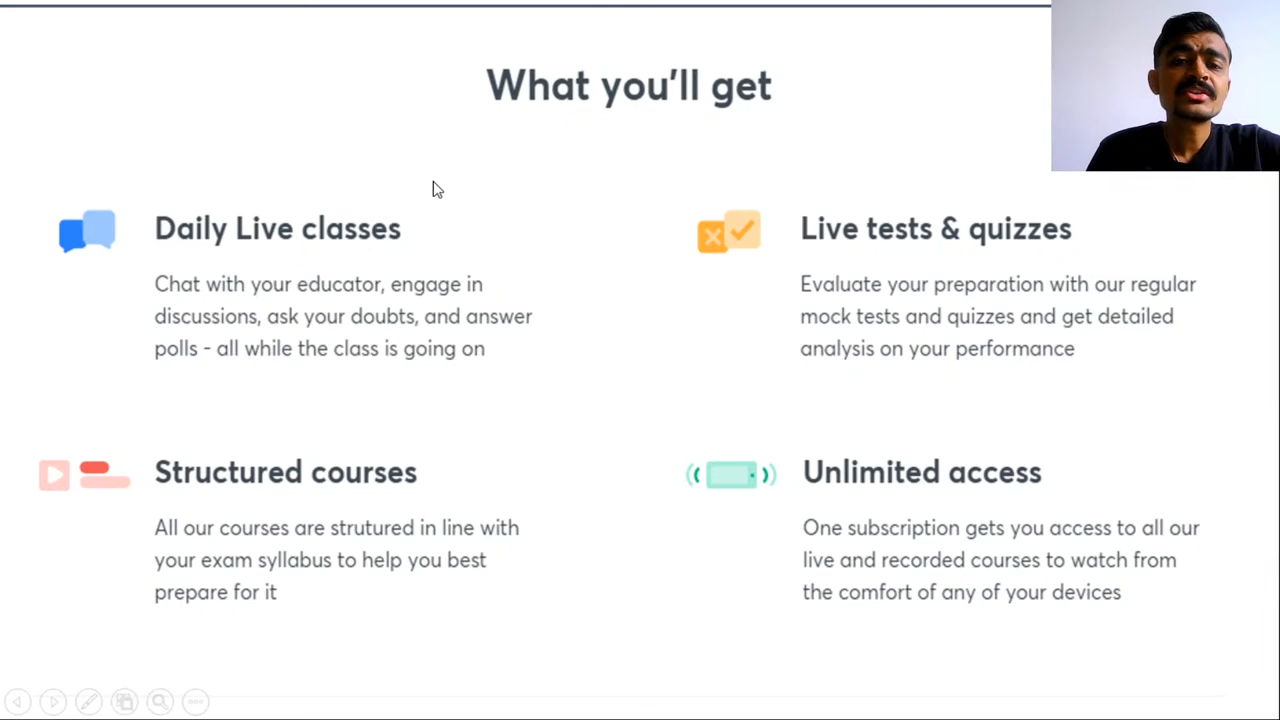 What you'll get
Daily Live classes
Chat with your educator, engage in
discussions, ask your doubts, and answer
polls - all while the class is going on
Live tests & quizzes
Evaluate your preparation with our regular
mock tests and quizzes and get detailed
analysis on your performance
Structured courses
All our courses are strutured in line with
your exam syllabus to help you best
prepare for it
Unlimited access
One subscription gets you access to all our
live and recorded courses to watch from
the comfort of any of your devices